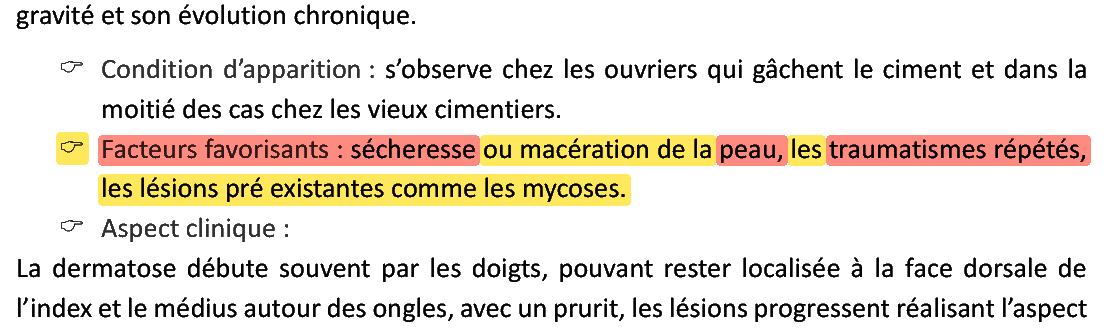 gravité et son évolution chronique.
☞ Condition d’apparition : s’observe chez les ouvriers qui gâchent le ciment et dans la
moitié des cas chez les vieux cimentiers.
☞ Facteurs favorisants : sécheresse ou macération de la peau, les traumatismes répétés,
les lésions pré existantes comme les mycoses.
☞ Aspect clinique :
La dermatose débute souvent par les doigts, pouvant rester localisée à la face dorsale de
l’index et le médius autour des ongles, avec un prurit, les lésions progressent réalisant l’aspect